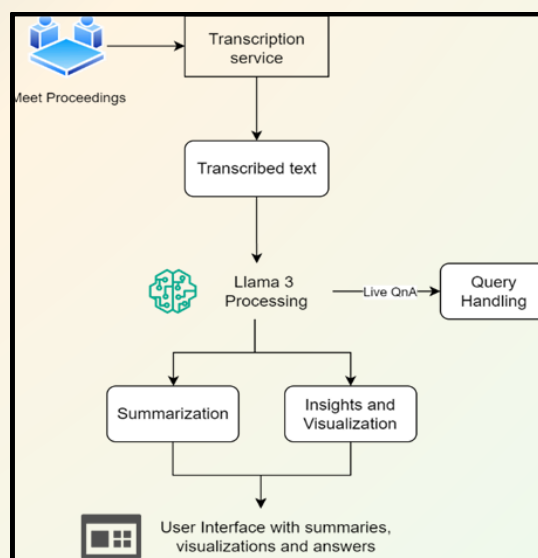 Transcription
service
Meet Proceedings
Transcribed text
Llama 3
Processing
Live QnA
Query
Handling
Summarization
Insights and
Visualization
User Interface with summaries,
visualizations and answers